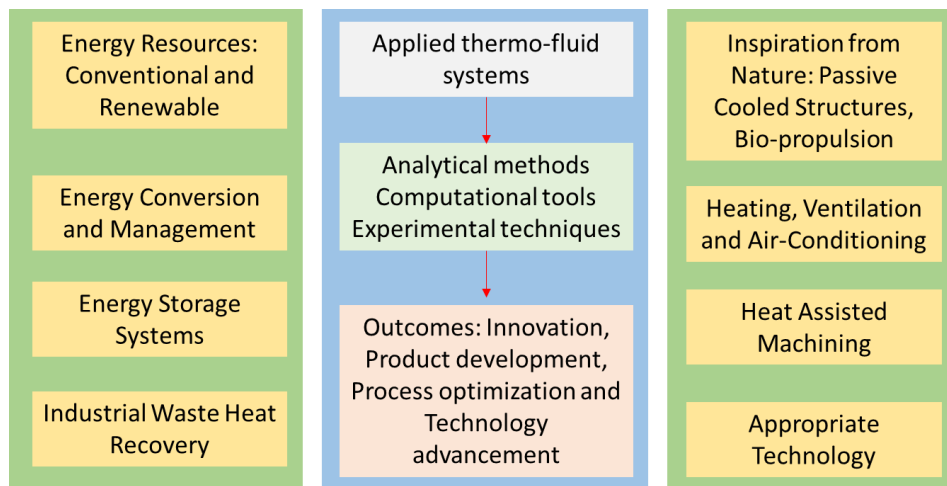 Energy Resources:
Conventional and
Renewable
Energy Conversion
and Management
Energy Storage
Systems
Industrial Waste Heat
Recovery
Applied thermo-fluid
systems
Analytical methods
Computational tools
Experimental techniques
Outcomes: Innovation,
Product development,
Process optimization and
Technology
advancement
Inspiration from
Nature: Passive
Cooled Structures,
Bio-propulsion
Heating, Ventilation
and Air-Conditioning
Heat Assisted
Machining
Appropriate
Technology